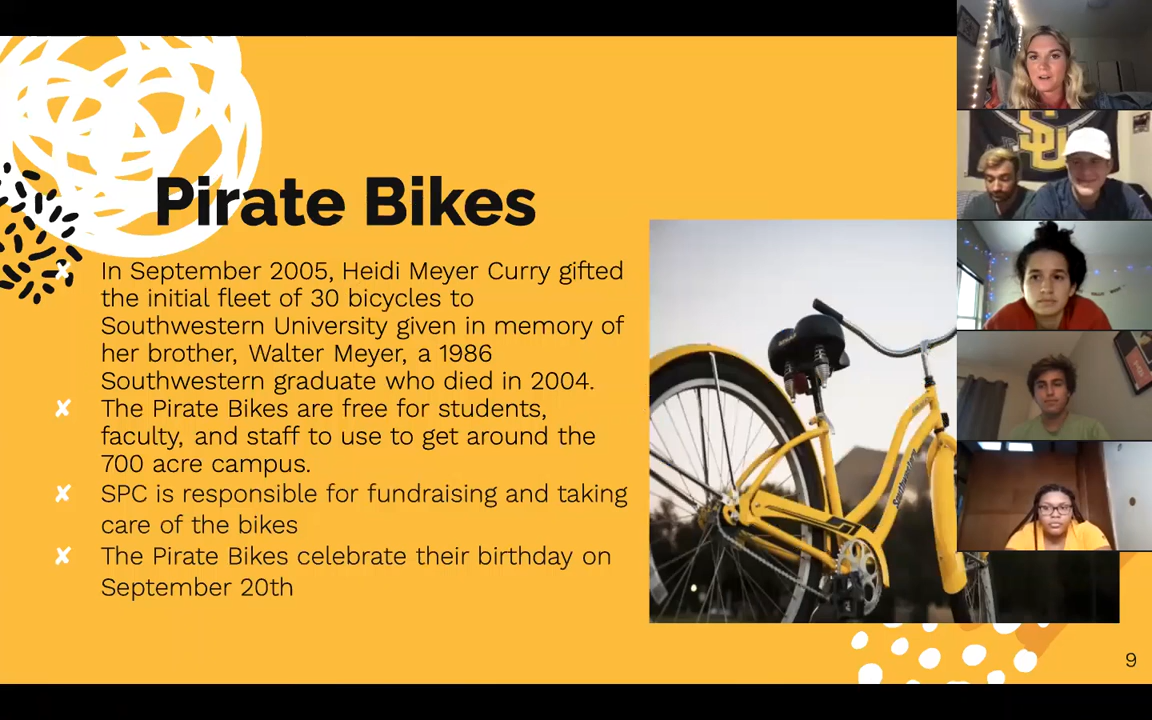 Pirate Bikes
In September 2005, Heidi Meyer Curry gifted
the initial fleet of 30 bicycles to
Southwestern University given in memory of
her brother, Walter Meyer, a 1986
Southwestern graduate who died in 2004.
The Pirate Bikes are free for students,
faculty, and staff to use to get around the
700 acre campus.
SPC is responsible for fundraising and taking
care of the bikes
The Pirate Bikes celebrate their birthday on
September 20th
Southwestern
SU
9